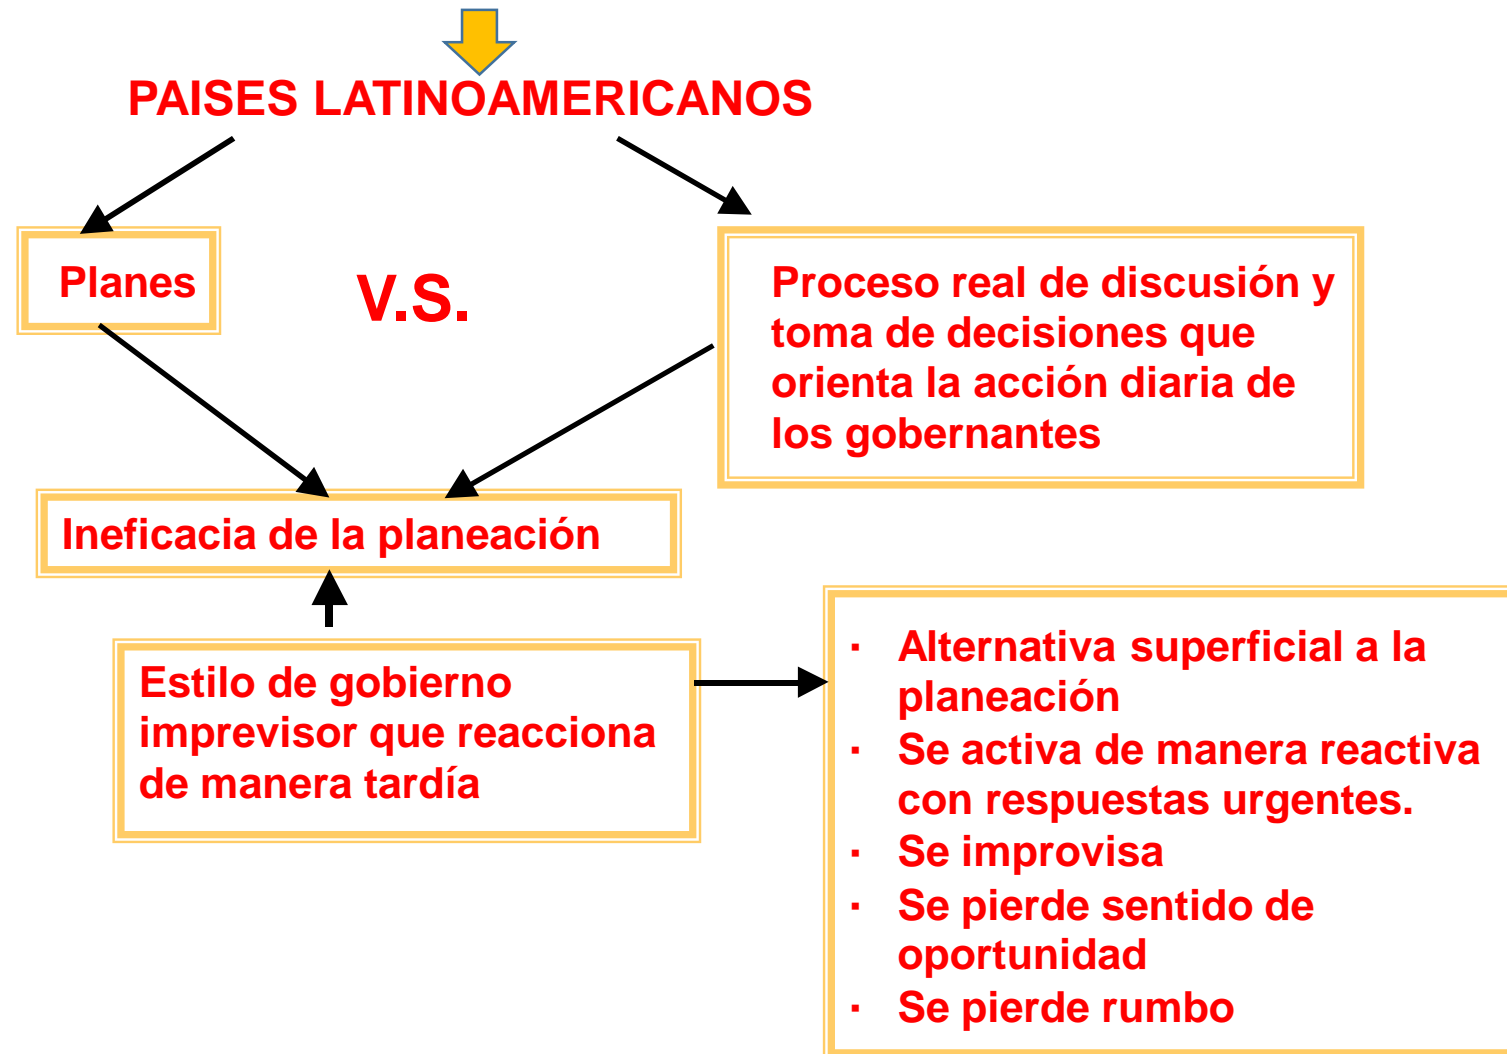 PAISES LATINOAMERICANOS
Planes
V.S.
Proceso real de discusión y
toma de decisiones que
orienta la acción diaria de
los gobernantes
Ineficacia de la planeación
Estilo de gobierno
imprevisor que reacciona
de manera tardía
▪ Alternativa superficial a la
planeación
▪ Se activa de manera reactiva
con respuestas urgentes.
▪ Se improvisa
▪ Se pierde sentido de
oportunidad
▪ Se pierde rumbo